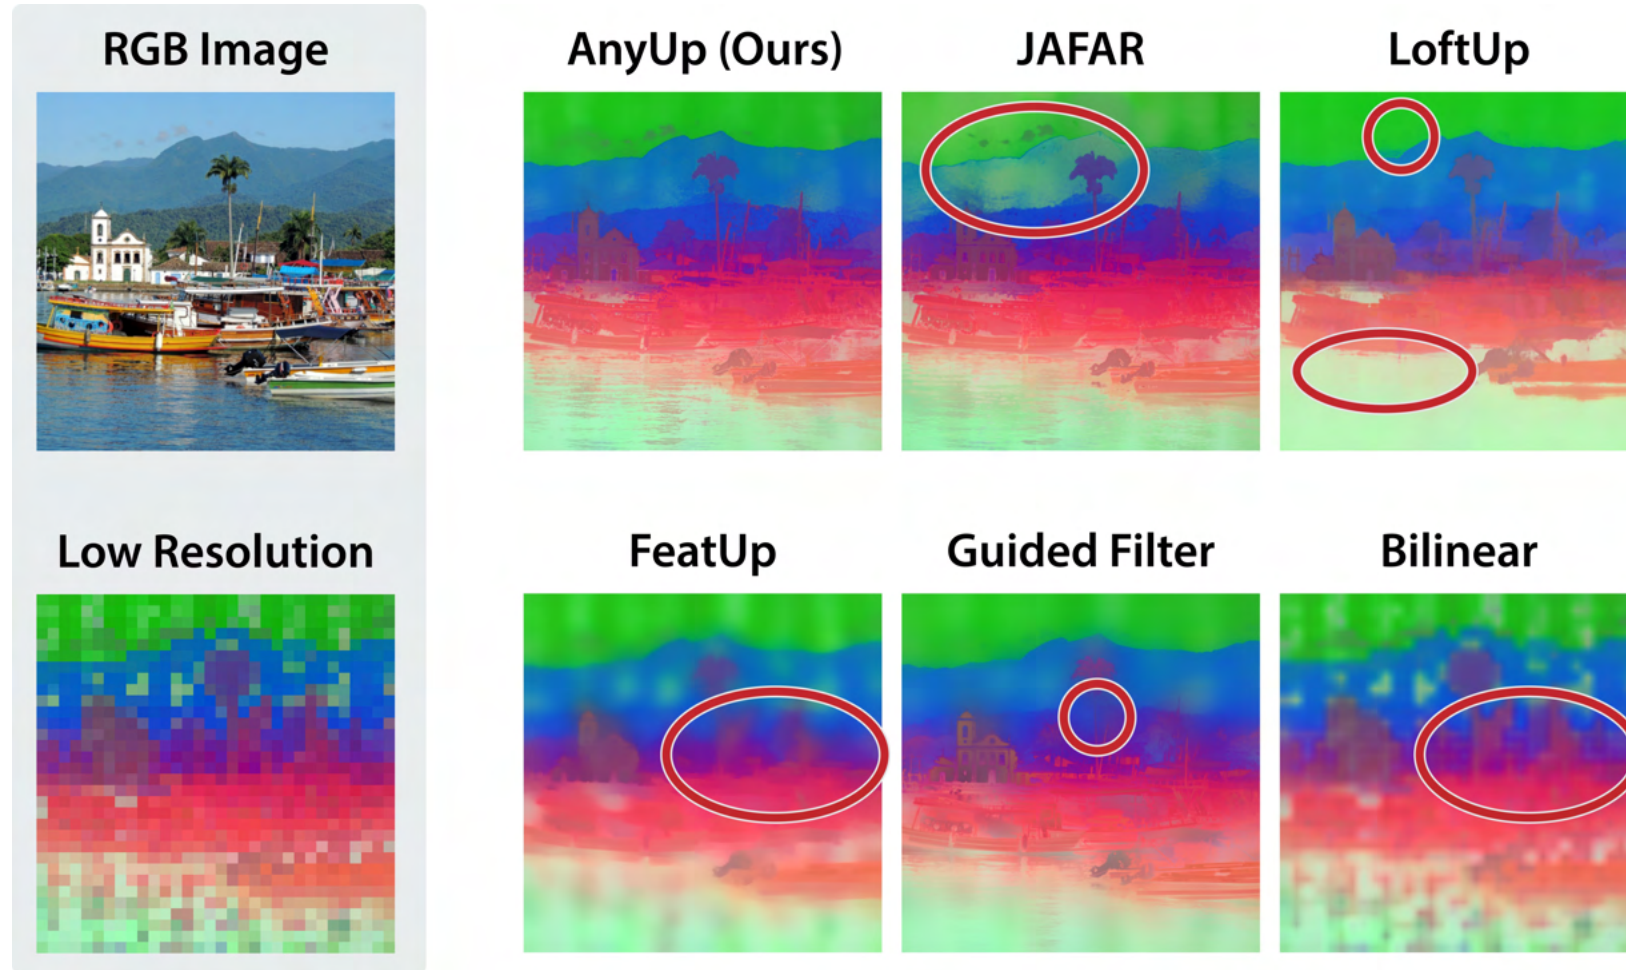 RGB Image
AnyUp (Ours)
JAFAR
LoftUp
Low Resolution
FeatUp
Guided Filter
Bilinear